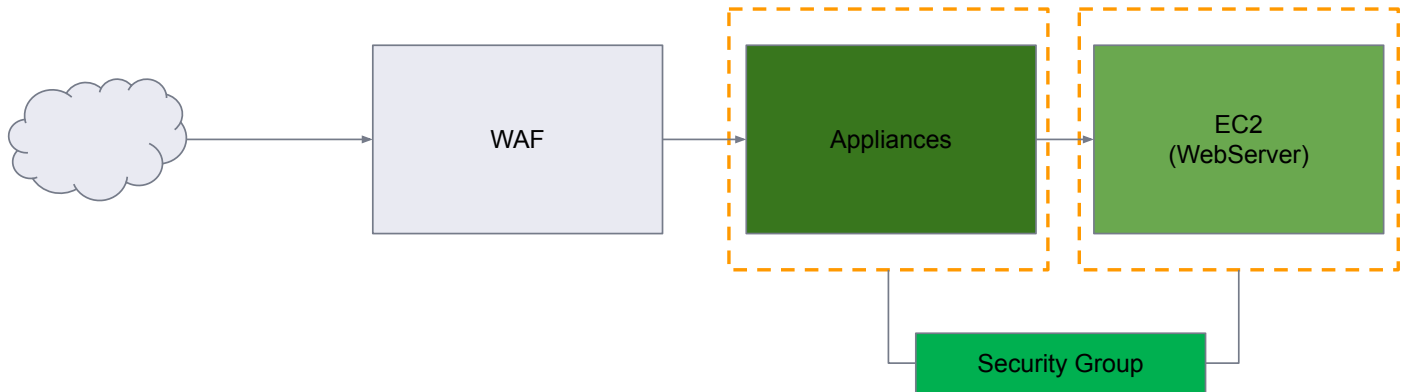 WAF
Appliances
EC2
(WebServer)
Security Group